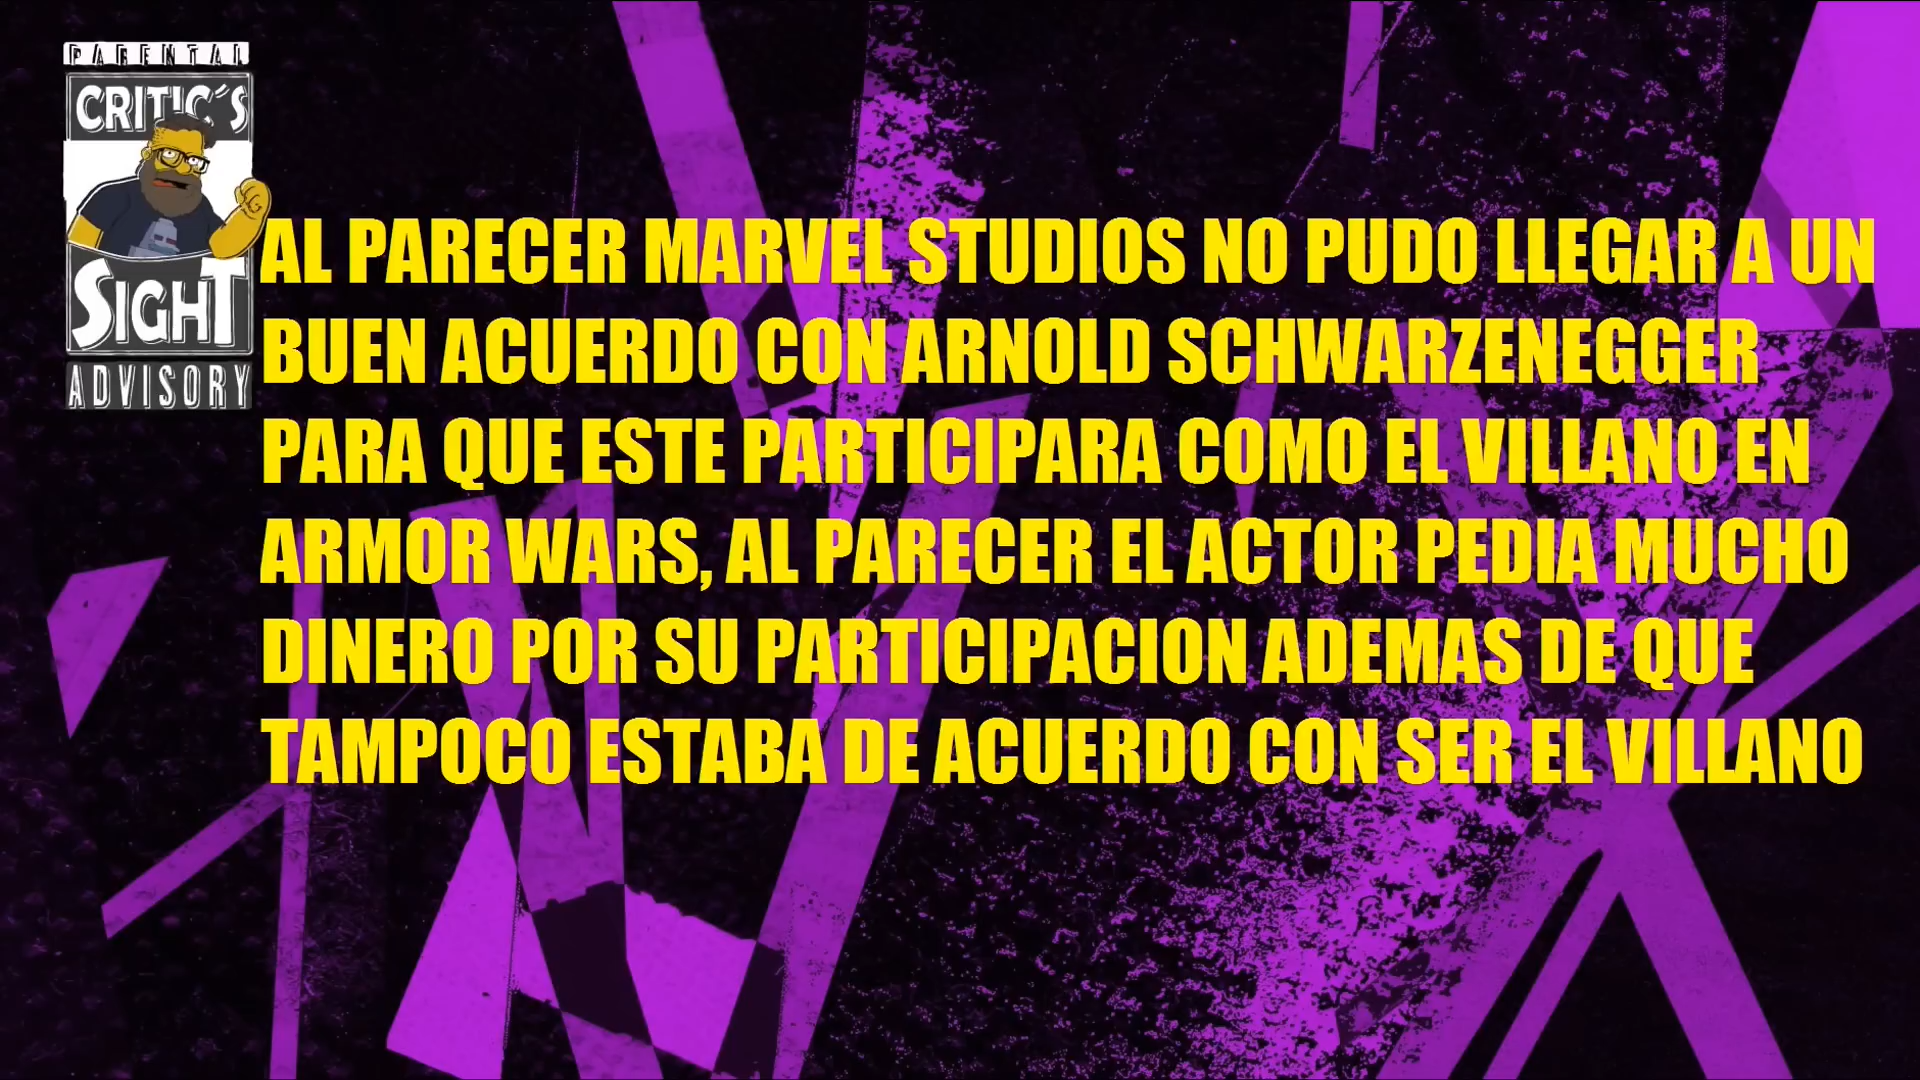 PARENTAL
CRITIC´S
SIGHT
ADVISORY
AL PARECER MARVEL STUDIOS NO PUDO LLEGAR A UN
BUEN ACUERDO CON ARNOLD SCHWARZENEGGER
PARA QUE ESTE PARTICIPARA COMO EL VILLANO EN
ARMOR WARS, AL PARECER EL ACTOR PEDIA MUCHO
DINERO POR SU PARTICIPACION ADEMAS DE QUE
TAMPOCO ESTABA DE ACUERDO CON SER EL VILLANO